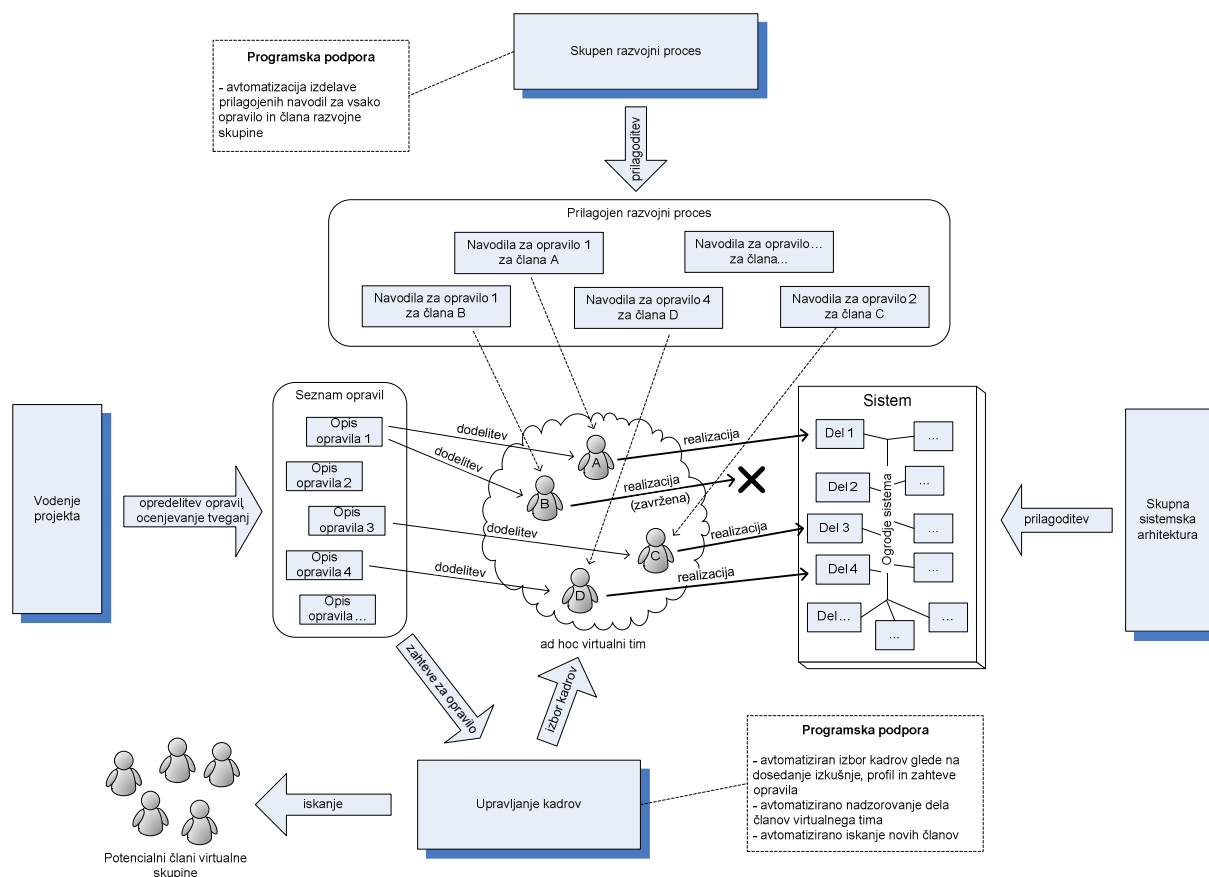 Skupen razvojni proces
Programska podpora
- avtomatizacija izdelave
prilagojenih navodil za vsako
opravilo in člana razvojne
skupine
prilagoditev
Prilagojen razvojni proces
Navodila za opravilo 1
za člana A
Navodila za opravilo…
za člana…
Navodila za opravilo 1
za člana B
Navodila za opravilo 4
za člana D
Navodila za opravilo 2
za člana C
Vodenje
projekta
opredelitev opravil,
ocenjevanje tveganj
Seznam opravil
Opis
opravila 1
Opis
opravila 2
Opis
opravila 3
Opis
opravila 4
Opis
opravila …
dodelitev
dodelitev
dodelitev
dodelitev
A
B
C
D
ad hoc virtualni tim
realizacija
realizacija
(zavržena)
realizacija
realizacija
Sistem
Del 1
…
Del 2
…
Del 3
…
Del 4
…
Del …
…
…
Ogrodje sistema
prilagoditev
Skupna
sistemska
arhitektura
zahteve za opravilo
izbor kadrov
Upravljanje kadrov
iskanje
Potencialni člani virtualne
skupine
Programska podpora
- avtomatiziran izbor kadrov glede na
dosedanje izkušnje, profil in zahteve
opravila
- avtomatizirano nadzorovanje dela
članov virtualnega tima
- avtomatizirano iskanje novih članov